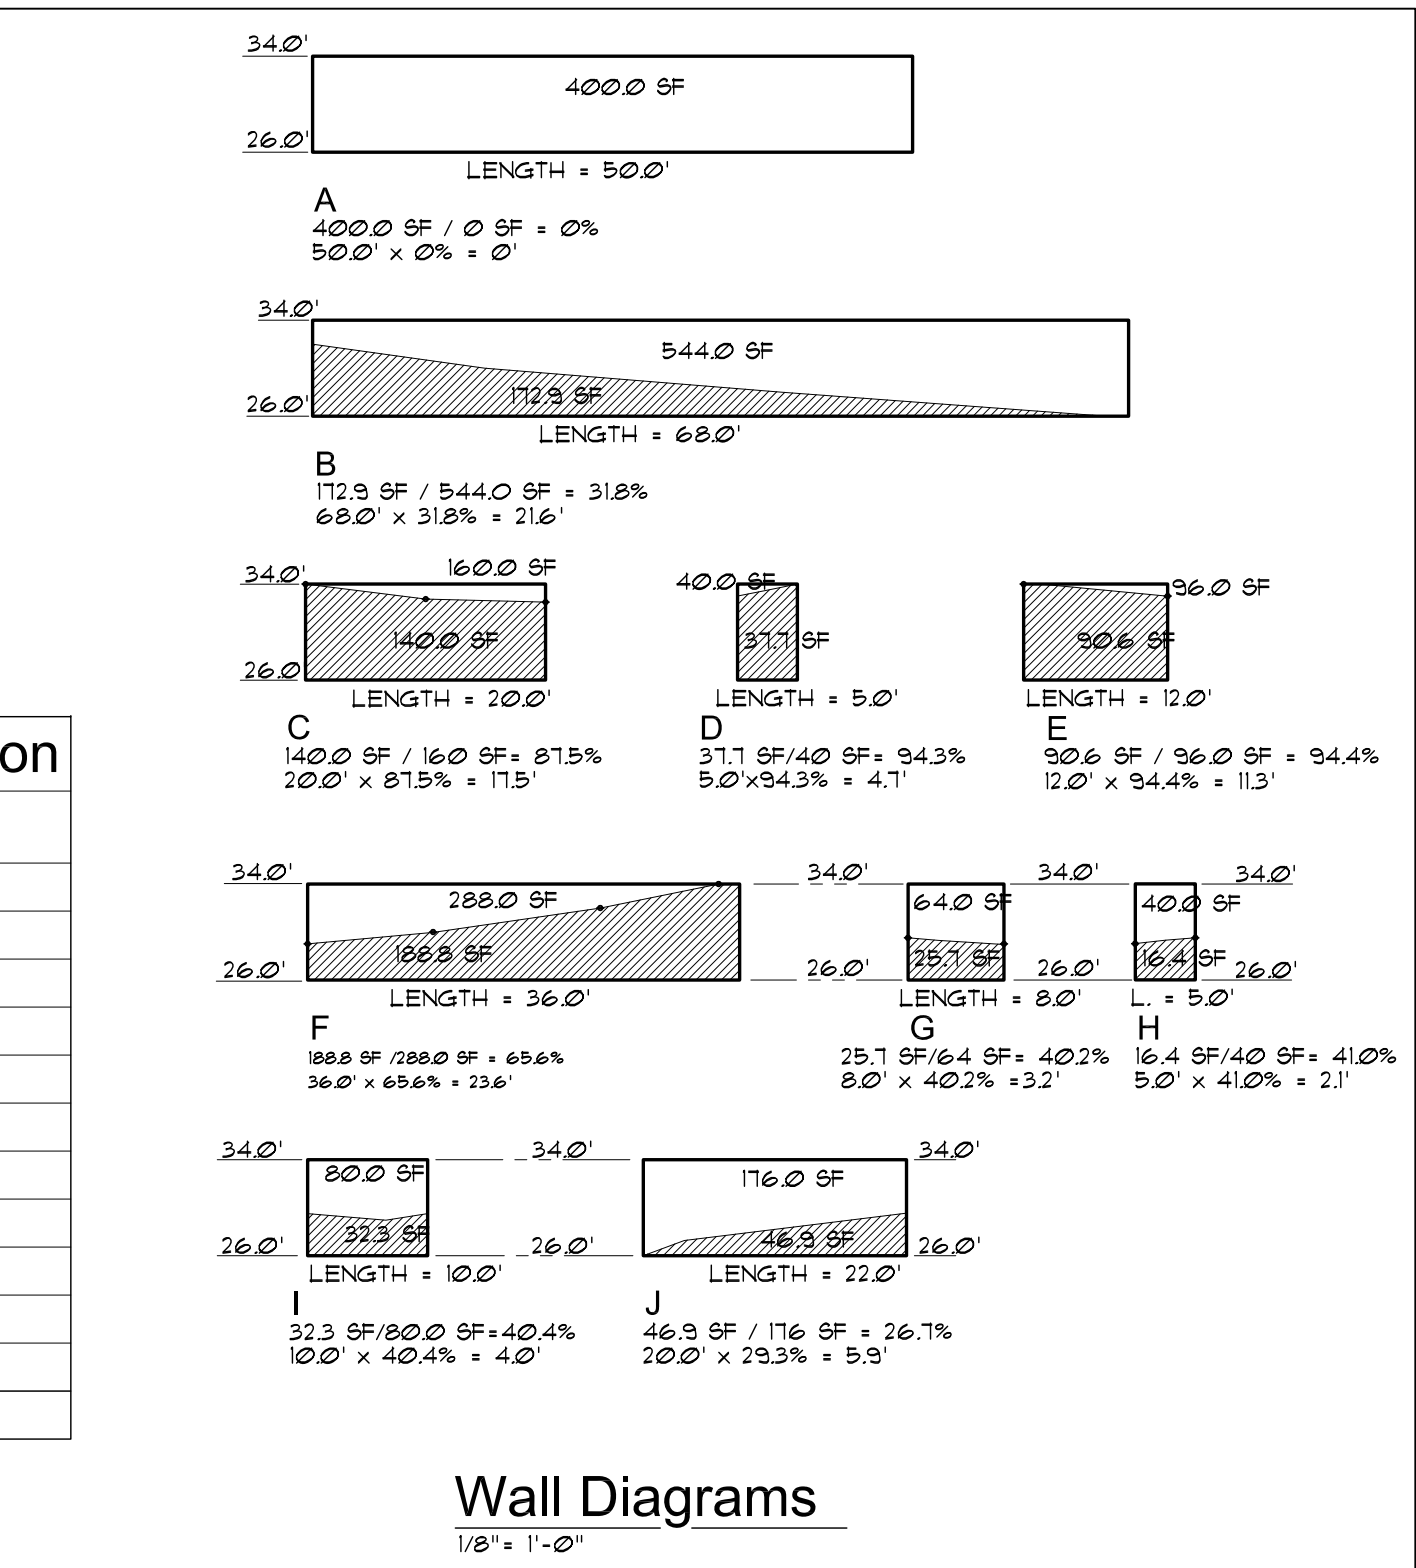 34.0'
400.0 SF
26.0'
LENGTH = 50.0'
A
400.0 SF / 0 SF = 0%
50.0' x 0% = 0'
34.0'
544.0 SF
172.9 SF
26.0'
LENGTH = 68.0'
B
172.9 SF / 544.0 SF = 31.8%
68.0' x 31.8% = 21.6'
34.0'
160.0 SF
140.0 SF
26.0
LENGTH = 20.0'
C
140.0 SF / 160 SF= 87.5%
20.0' x 87.5% = 17.5'
40.0 SF
37.7 SF
LENGTH = 5.0'
D
37.7 SF/40 SF= 94.3%
5.0'x94.3% = 4.7'
96.0 SF
90.6 SF
LENGTH = 12.0'
E
90.6 SF / 96.0 SF = 94.4%
12.0' x 94.4% = 11.3'
on
34.0'
288.0 SF
188.8 SF
26.0'
LENGTH = 36.0'
F
188.8 SF /288.0 SF = 65.6%
36.0' x 65.6% = 23.6'
34.0'
64.0 SF
25.7 SF
26.0'
LENGTH = 8.0'
G
25.7 SF/64 SF= 40.2%
8.0' x 40.2% =3.2'
34.0'
34.0'
40.0 SF
16.4 SF
26.0'
26.0'
L. = 5.0'
H
16.4 SF/40 SF= 41.0%
5.0' x 41.0% = 2.1'
34.0'
80.0 SF
32.3 SF
26.0'
LENGTH = 10.0'
I
32.3 SF/80.0 SF=40.4%
10.0' x 40.4% = 4.0'
34.0'
34.0'
176.0 SF
46.9 SF
26.0'
26.0'
LENGTH = 22.0'
J
46.9 SF / 176 SF = 26.7%
20.0' x 29.3% = 5.9'
Wall Diagrams
1/8"= 1'-0"